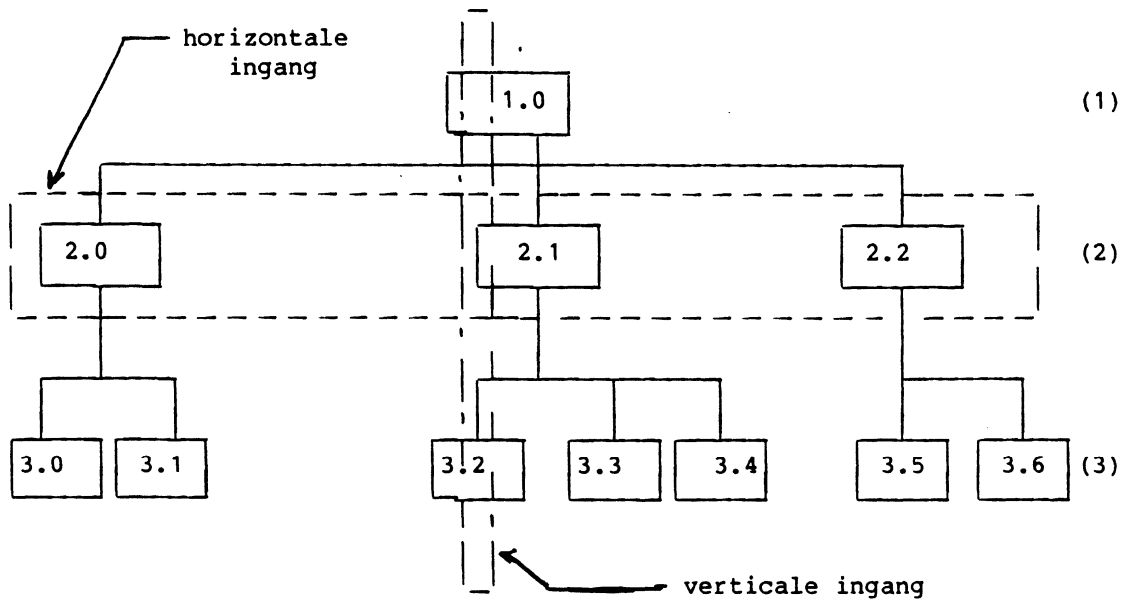 horizontale
ingang
1.0 (1)
2.0 2.1 2.2 (2)
3.0 3.1 3.2 3.3 3.4 3.5 3.6 (3)
verticale ingang